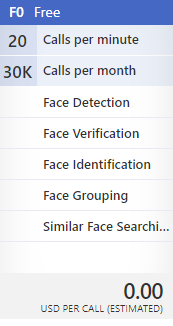 F0 Free
20 Calls per minute
30K Calls per month
Face Detection
Face Verification
Face Identification
Face Grouping
Similar Face Searchi...
0.00
USD PER CALL (ESTIMATED)